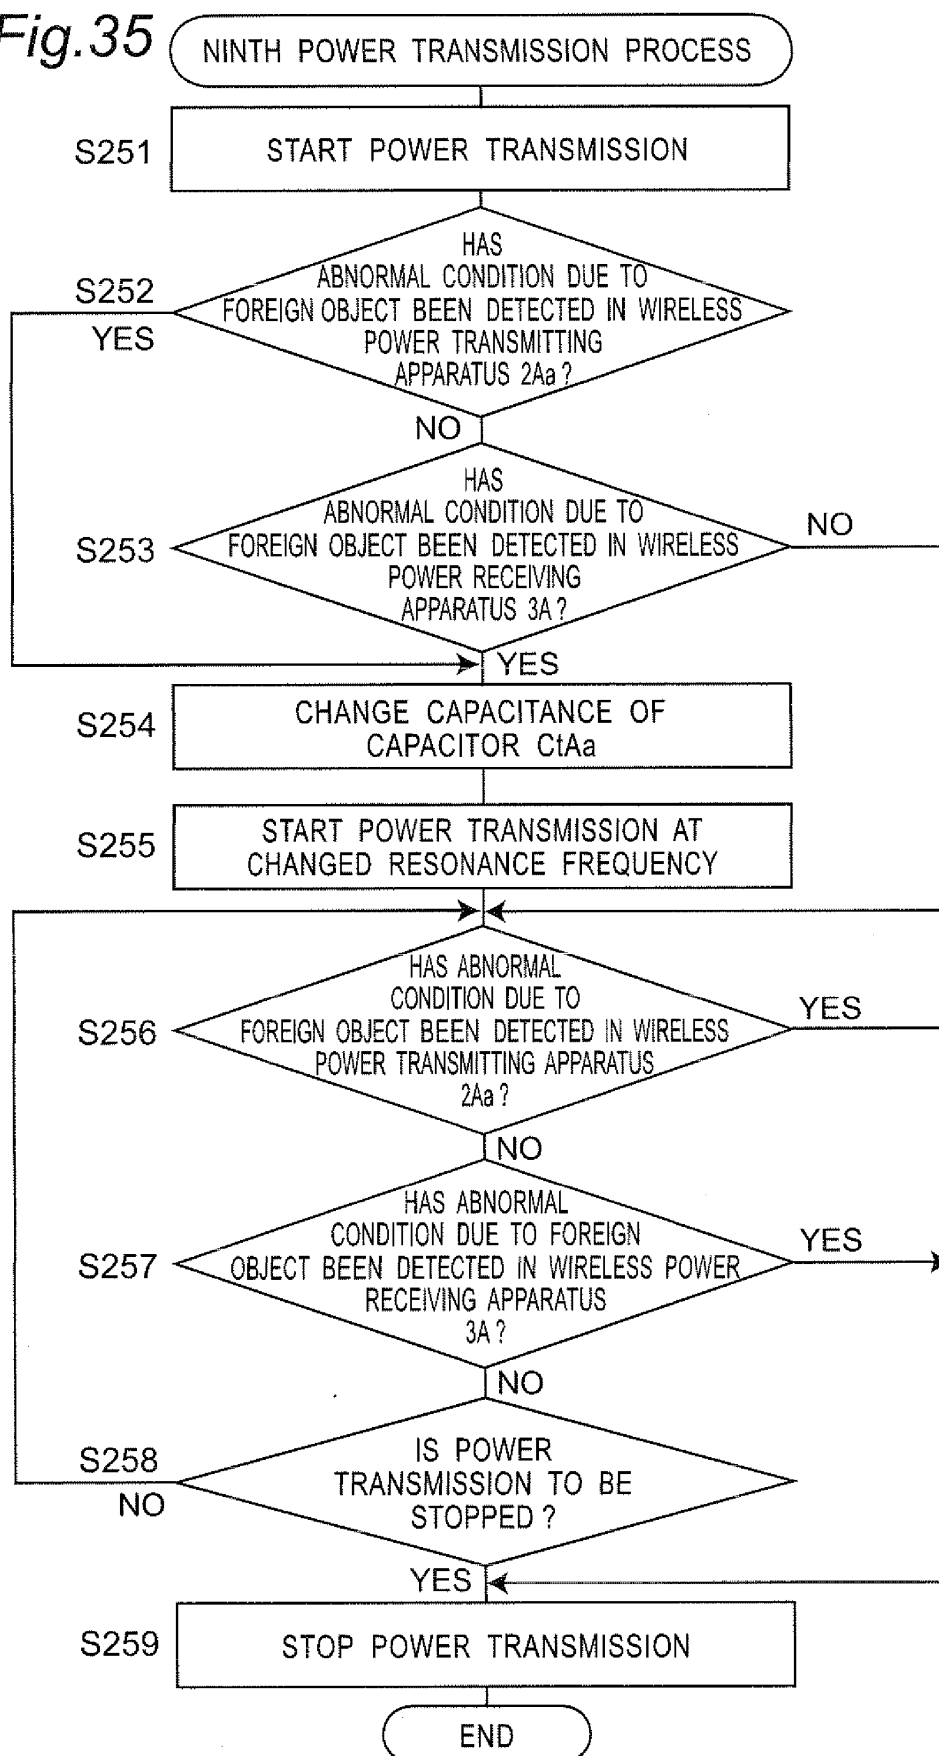 Fig.35
NINTH POWER TRANSMISSION PROCESS
S251
START POWER TRANSMISSION
S252
YES
HAS
ABNORMAL CONDITION DUE TO
FOREIGN OBJECT BEEN DETECTED IN WIRELESS
POWER TRANSMITTING
APPARATUS 2Aa?
NO
S253
HAS
ABNORMAL CONDITION DUE TO
FOREIGN OBJECT BEEN DETECTED IN WIRELESS
POWER RECEIVING
APPARATUS 3A?
NO
YES
S254
CHANGE CAPACITANCE OF
CAPACITOR CtAa
S255
START POWER TRANSMISSION AT
CHANGED RESONANCE FREQUENCY
S256
HAS ABNORMAL
CONDITION DUE TO
FOREIGN OBJECT BEEN DETECTED IN WIRELESS
POWER TRANSMITTING APPARATUS
2Aa?
YES
NO
S257
HAS ABNORMAL
CONDITION DUE TO FOREIGN
OBJECT BEEN DETECTED IN WIRELESS POWER
RECEIVING APPARATUS
3A?
YES
NO
S258
NO
IS POWER
TRANSMISSION TO BE
STOPPED?
YES
S259
STOP POWER TRANSMISSION
END